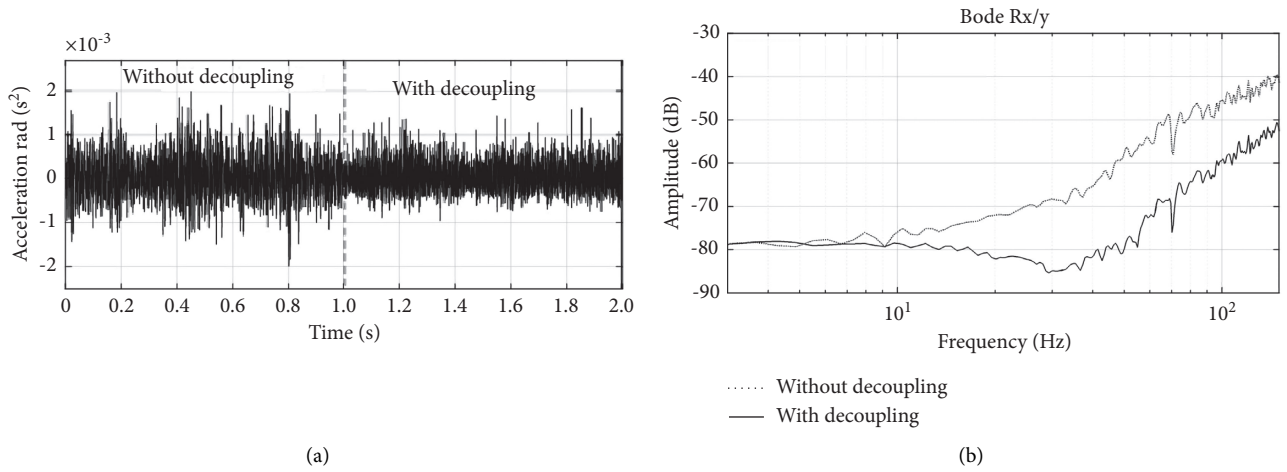 ×10⁻³
Without decoupling
With decoupling
2
1
0
-1
-2
Acceleration rad (s²)
0 0.2 0.4 0.6 0.8 1.0 1.2 1.4 1.6 1.8 2.0
Time (s)
(a)
Bode Rx/y
-30
-40
-50
-60
-70
-80
-90
Amplitude (dB)
10¹ 10²
Frequency (Hz)
Without decoupling
With decoupling
(b)